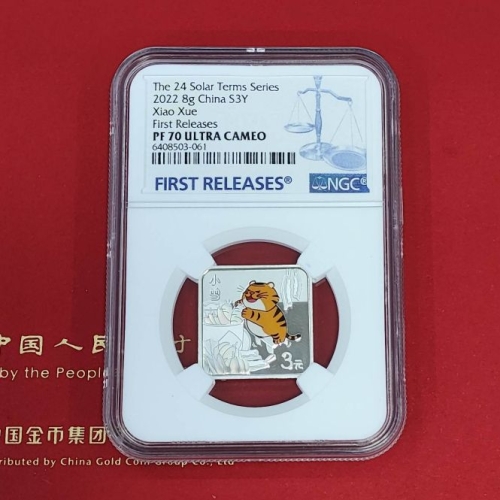 The 24 Solar Terms Series
2022 8g China S3Y
Xiao Xue
First Releases
PF 70 ULTRA CAMEO
6408503-061
FIRST RELEASES®
NGC®
小雪
3元
中国人民
by the People
中国金币集团
tributed by China Gold Coin Group Co., Ltd